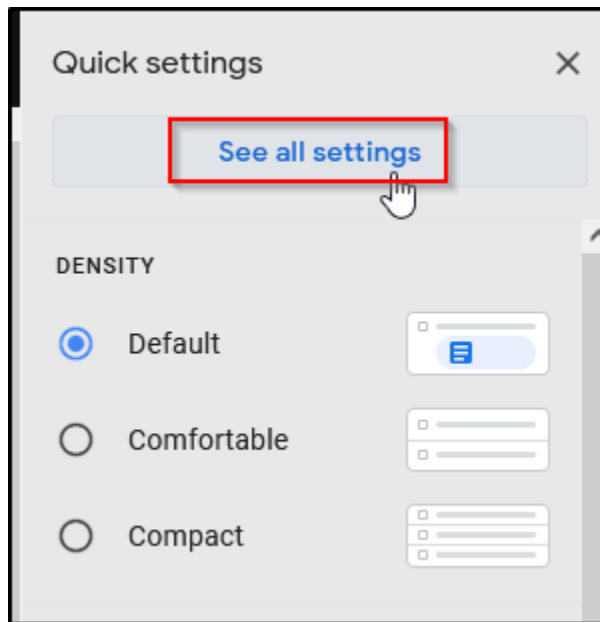 Quick settings
See all settings
DENSITY
Default
Comfortable
Compact